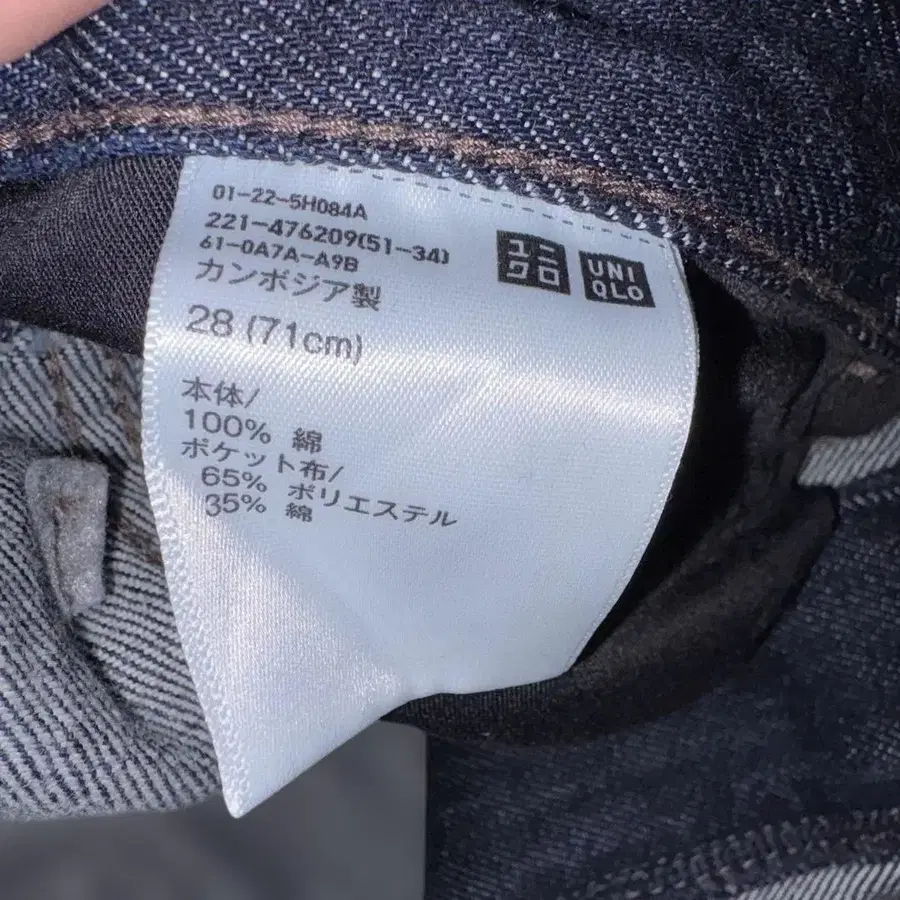 01-22-5H084A
221-476209(51-34)
61-0A7A-A9B
カンボジア製
ユニ
クロ
UNI
QLO
28 (71cm)
本体/
100% 綿
ポケット布/
65% ポリエステル
35% 綿